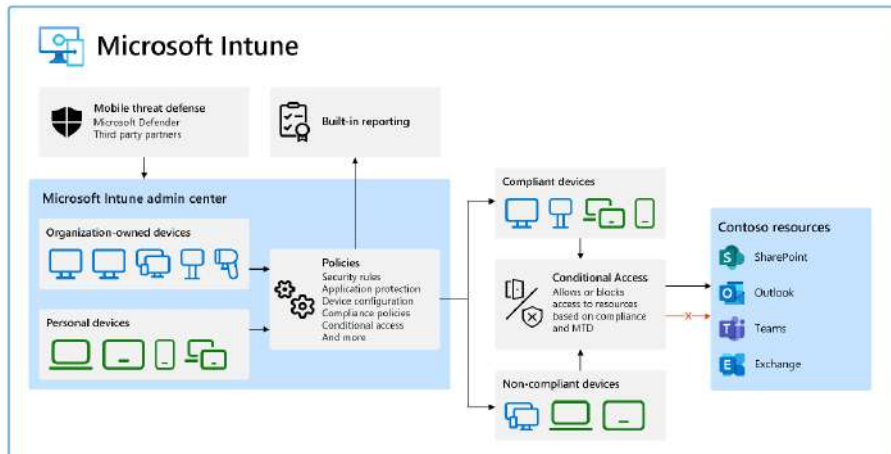 Microsoft Intune
Mobile threat defense
Microsoft Defender
Third party partners
Built-in reporting
Microsoft Intune admin center
Organization-owned devices
Personal devices
Policies
Security rules
Application protection
Device configuration
Compliance policies
Conditional access
And more
Compliant devices
Conditional Access
Allows or blocks
access to resources
based on compliance
and MTD
Non-compliant devices
Contoso resources
SharePoint
Outlook
Teams
Exchange